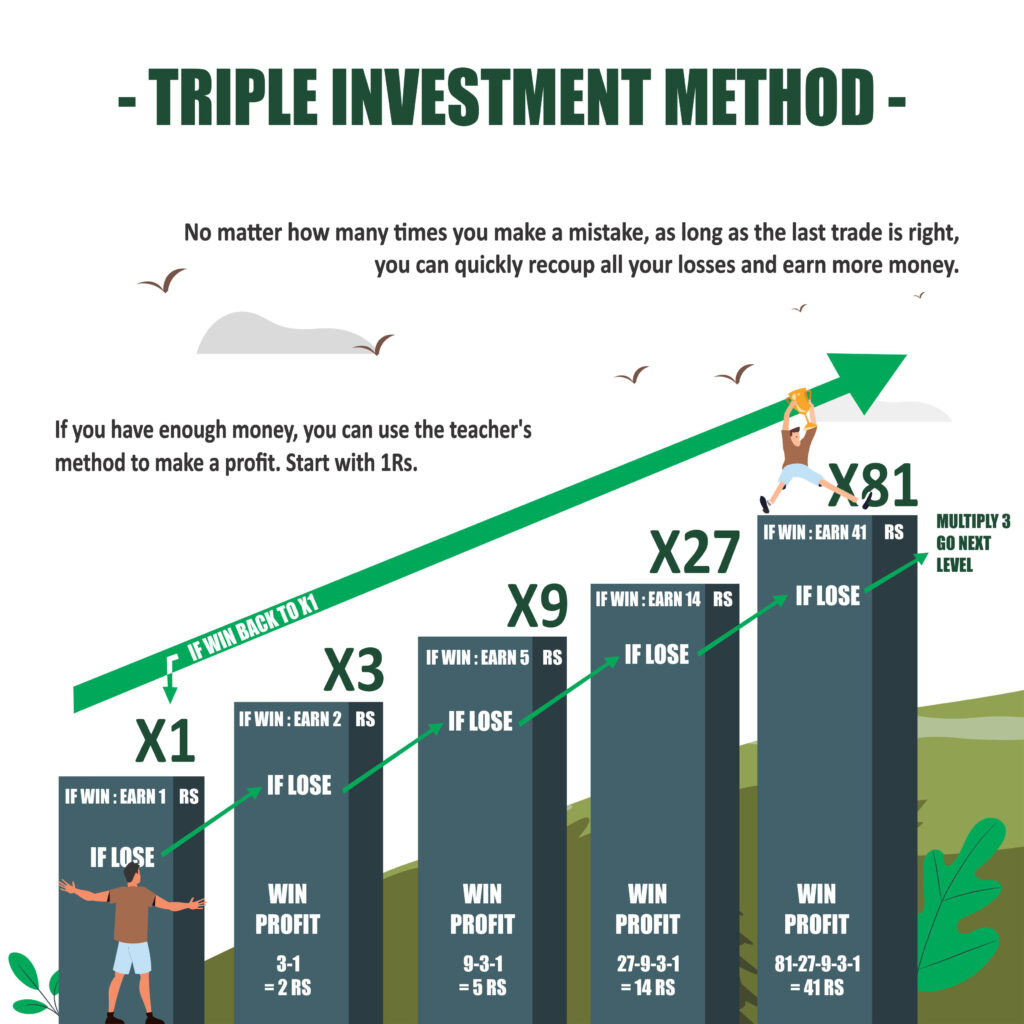 - TRIPLE INVESTMENT METHOD -
No matter how many times you make a mistake, as long as the last trade is right,
you can quickly recoup all your losses and earn more money.
If you have enough money, you can use the teacher's
method to make a profit. Start with 1Rs.
IF WIN BACK TO X1
X1
IF WIN : EARN 1 RS
IF LOSE
X3
IF WIN : EARN 2 RS
IF LOSE
WIN
PROFIT
3-1
= 2 RS
X9
IF WIN : EARN 5 RS
IF LOSE
WIN
PROFIT
9-3-1
= 5 RS
X27
IF WIN : EARN 14 RS
IF LOSE
WIN
PROFIT
27-9-3-1
= 14 RS
X81
IF WIN : EARN 41 RS
IF LOSE
WIN
PROFIT
81-27-9-3-1
= 41 RS
MULTIPLY 3
GO NEXT
LEVEL